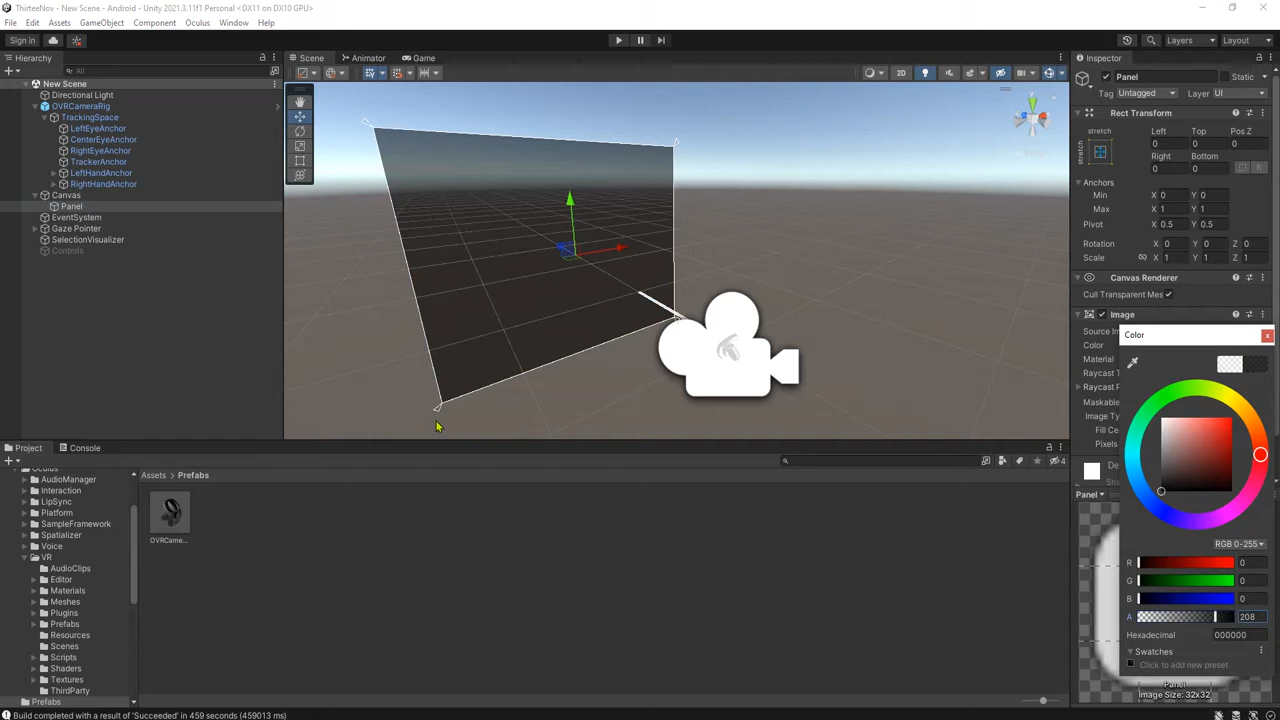 ThirteeNov - New Scene - Android - Unity 2021.3.11f1 Personal <DX11 on DX10 GPU>
File Edit Assets GameObject Component Oculus Window Help
Sign in Layers Layout
Hierarchy Scene Animator Game Inspector
All 2D
New Scene
Directional Light
OVRCameraRig
TrackingSpace
LeftEyeAnchor
CenterEyeAnchor
RightEyeAnchor
TrackerAnchor
LeftHandAnchor
RightHandAnchor
Canvas
Panel
EventSystem
Gaze Pointer
SelectionVisualizer
Controls
Panel Static
Tag Untagged Layer UI
Rect Transform
stretch Left Top Pos Z
stretch 0 0 0
Right Bottom
0 0 R
Anchors
Min X 0 Y 0
Max X 1 Y 1
Pivot X 0.5 Y 0.5
Rotation X 0 Y 0 Z 0
Scale X 1 Y 1 Z 1
Canvas Renderer
Cull Transparent Mes
Image
Source Im
Color
Material
Raycast T
Raycast P
Maskable
Image Ty
Fill Ce
Pixels
De
Sha
Panel
Color
RGB 0-255
R 0
G 0
B 0
A 208
Hexadecimal 000000
Swatches
Click to add new preset
Panel
Image Size: 32x32
Project Console
4
Assets > Prefabs
Oculus
AudioManager
Interaction
LipSync
Platform
SampleFramework
Spatializer
Voice
VR
AudioClips
Editor
Materials
Meshes
Plugins
Prefabs
Resources
Scenes
Scripts
Shaders
Textures
ThirdParty
Prefabs
OVRCame...
Build completed with a result of 'Succeeded' in 459 seconds (459013 ms)